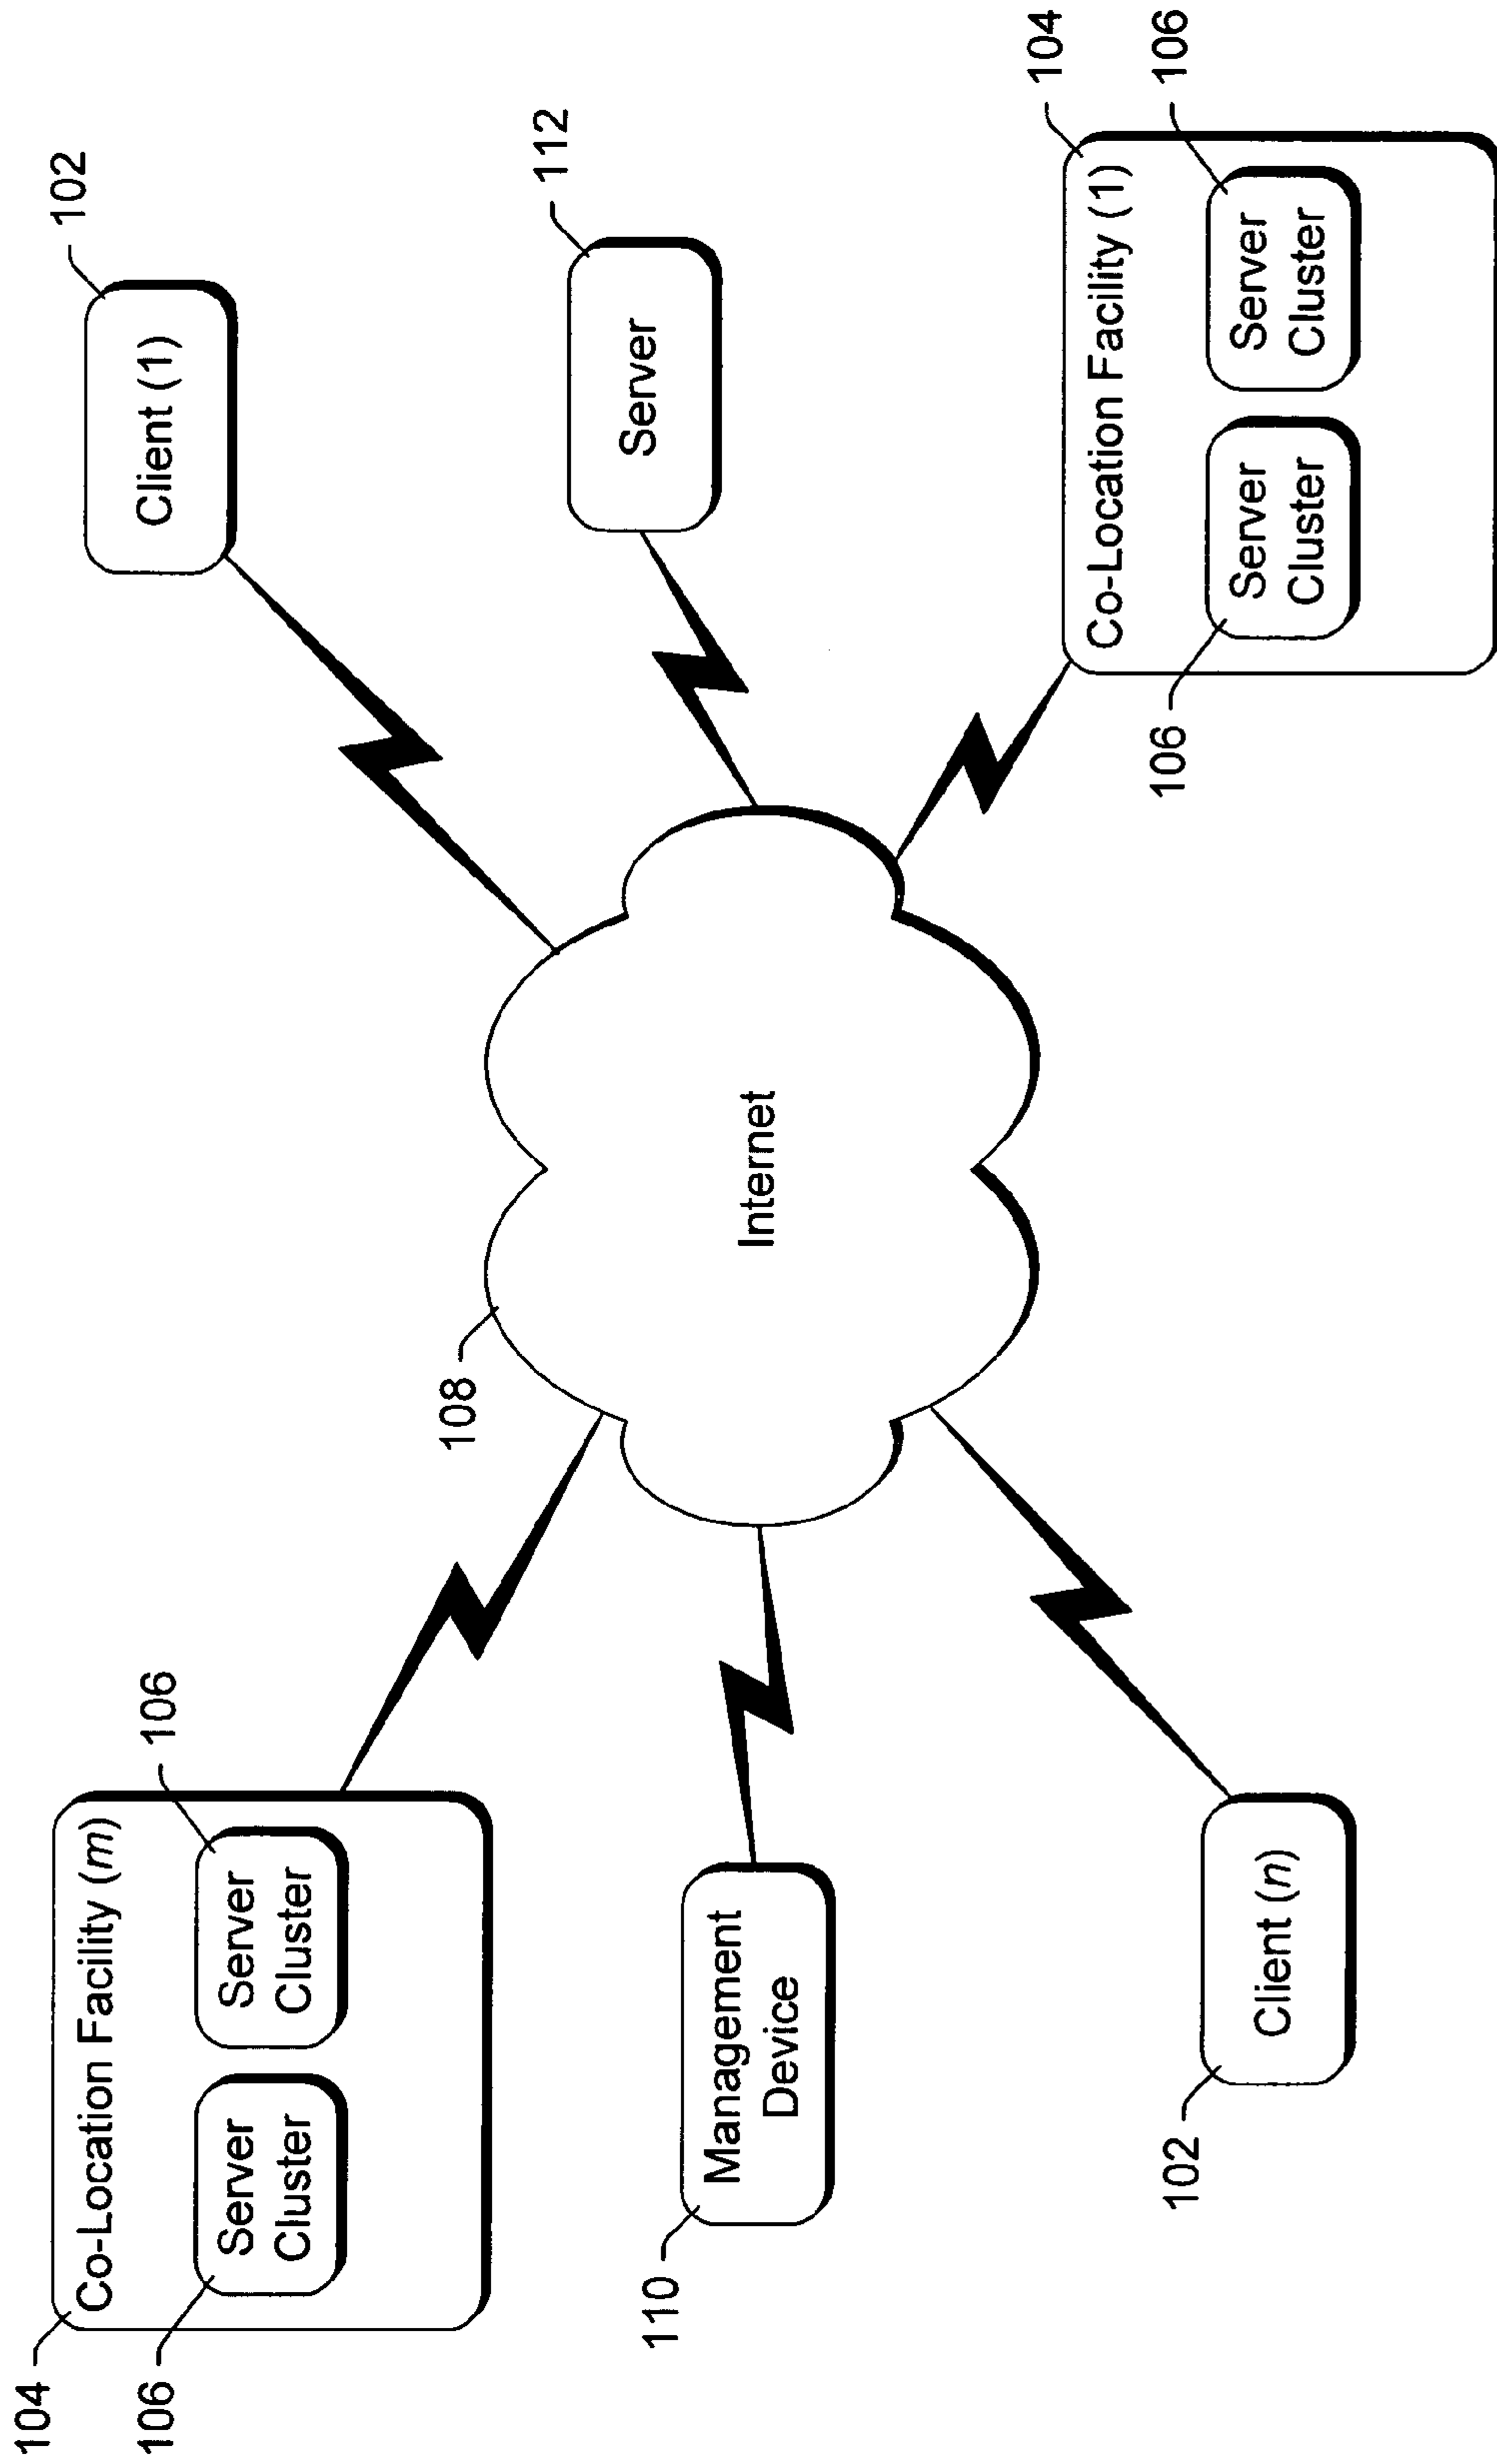 104
Co-Location Facility (m)
106
Server
Cluster
106
Server
Cluster
102
Client (1)
108
Internet
110
Management
Device
112
Server
102
Client (n)
104
Co-Location Facility (1)
106
Server
Cluster
106
Server
Cluster